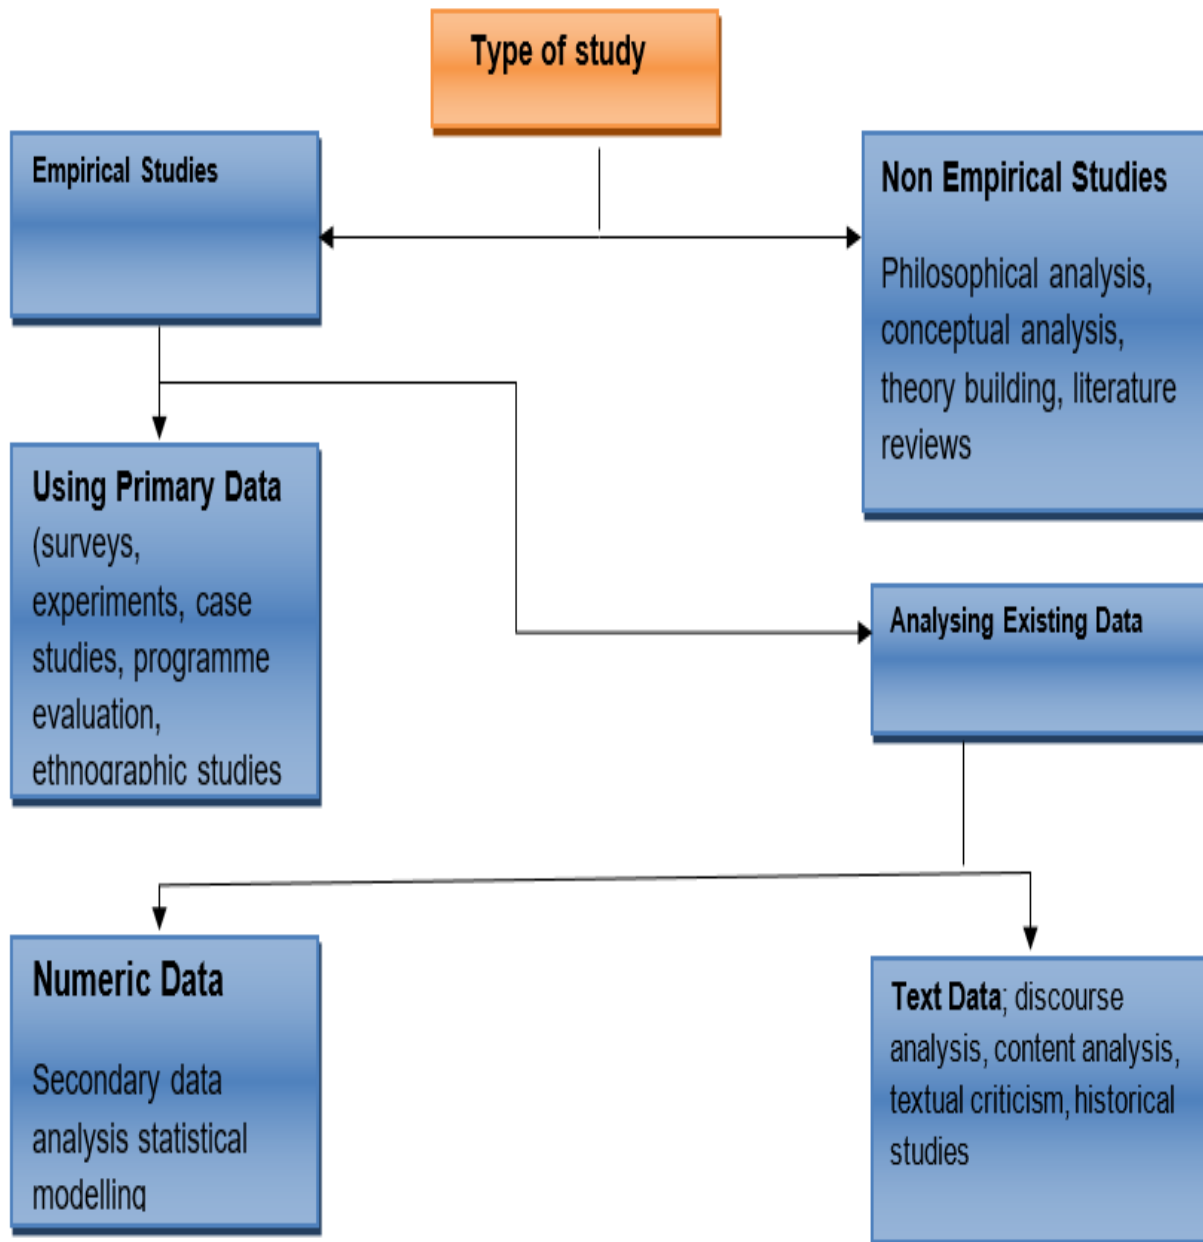 Type of study
Empirical Studies
Non Empirical Studies
Philosophical analysis,
conceptual analysis,
theory building, literature
reviews
Using Primary Data
(surveys,
experiments, case
studies, programme
evaluation,
ethnographic studies
Analysing Existing Data
Numeric Data
Secondary data
analysis statistical
modelling
Text Data; discourse
analysis, content analysis,
textual criticism, historical
studies